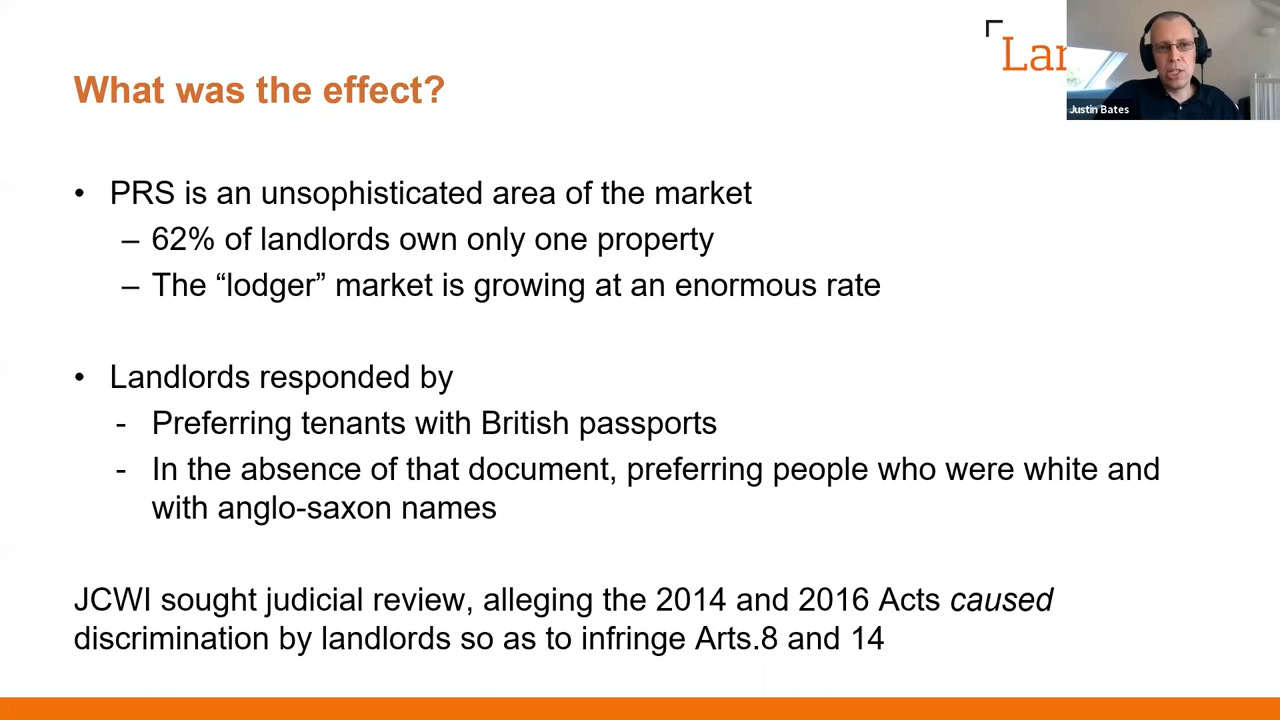 Lan
Justin Bates
What was the effect?
• PRS is an unsophisticated area of the market
– 62% of landlords own only one property
– The “lodger” market is growing at an enormous rate
• Landlords responded by
- Preferring tenants with British passports
- In the absence of that document, preferring people who were white and
with anglo-saxon names
JCWI sought judicial review, alleging the 2014 and 2016 Acts caused
discrimination by landlords so as to infringe Arts.8 and 14